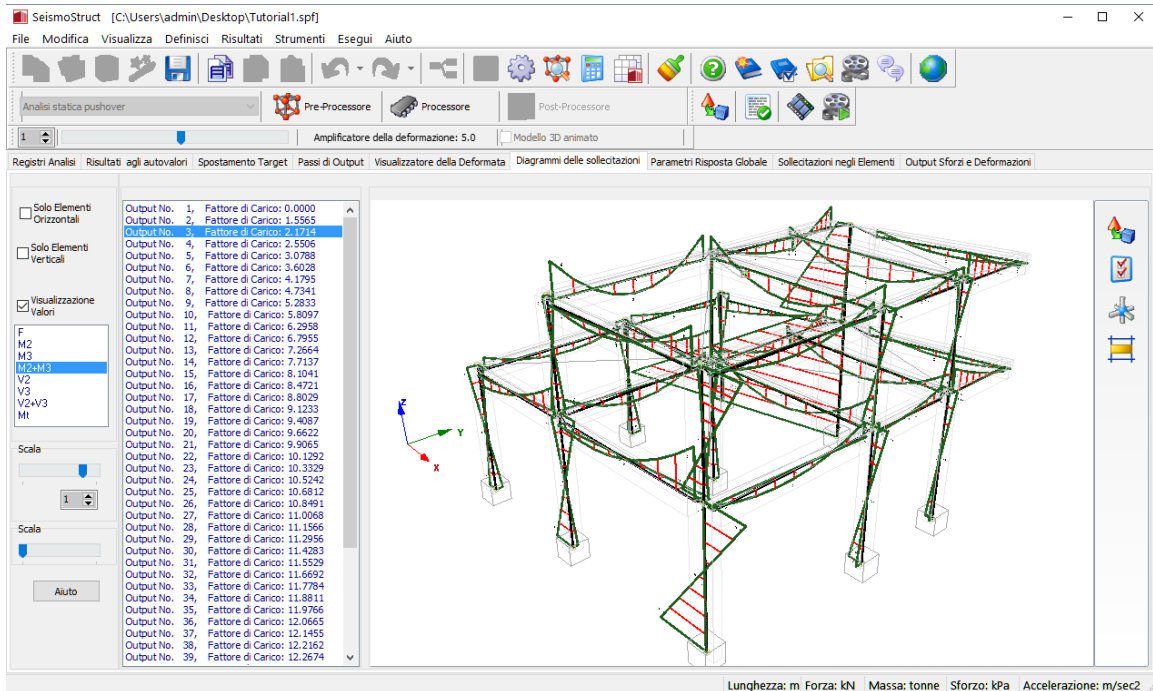 SeismoStruct [C:\Users\admin\Desktop\Tutorial1.spf]
File Modifica Visualizza Definisci Risultati Strumenti Esegui Aiuto
Analisi statica pushover Pre-Processore Processore Post-Processore
1 Amplificatore della deformazione: 5.0 Modello 3D animato
Registri Analisi Risultati agli autovalori Spostamento Target Passi di Output Visualizzatore della Deformata Diagrammi delle sollecitazioni Parametri Risposta Globale Sollecitazioni negli Elementi Output Sforzi e Deformazioni
Solo Elementi
Orizzontali
Solo Elementi
Verticali
Visualizzazione
Valori
F
M2
M3
M2+M3
V2
V3
V2+V3
Mt
Scala
1
Scala
Aiuto
Output No. 1, Fattore di Carico: 0.0000
Output No. 2, Fattore di Carico: 1.5565
Output No. 3, Fattore di Carico: 2.1714
Output No. 4, Fattore di Carico: 2.5506
Output No. 5, Fattore di Carico: 3.0788
Output No. 6, Fattore di Carico: 3.6028
Output No. 7, Fattore di Carico: 4.1795
Output No. 8, Fattore di Carico: 4.7341
Output No. 9, Fattore di Carico: 5.2833
Output No. 10, Fattore di Carico: 5.8097
Output No. 11, Fattore di Carico: 6.2958
Output No. 12, Fattore di Carico: 6.7955
Output No. 13, Fattore di Carico: 7.2664
Output No. 14, Fattore di Carico: 7.7137
Output No. 15, Fattore di Carico: 8.1041
Output No. 16, Fattore di Carico: 8.4721
Output No. 17, Fattore di Carico: 8.8029
Output No. 18, Fattore di Carico: 9.1233
Output No. 19, Fattore di Carico: 9.4087
Output No. 20, Fattore di Carico: 9.6622
Output No. 21, Fattore di Carico: 9.9065
Output No. 22, Fattore di Carico: 10.1292
Output No. 23, Fattore di Carico: 10.3329
Output No. 24, Fattore di Carico: 10.5242
Output No. 25, Fattore di Carico: 10.6812
Output No. 26, Fattore di Carico: 10.8491
Output No. 27, Fattore di Carico: 11.0068
Output No. 28, Fattore di Carico: 11.1566
Output No. 29, Fattore di Carico: 11.2956
Output No. 30, Fattore di Carico: 11.4283
Output No. 31, Fattore di Carico: 11.5529
Output No. 32, Fattore di Carico: 11.6692
Output No. 33, Fattore di Carico: 11.7784
Output No. 34, Fattore di Carico: 11.8811
Output No. 35, Fattore di Carico: 11.9766
Output No. 36, Fattore di Carico: 12.0665
Output No. 37, Fattore di Carico: 12.1455
Output No. 38, Fattore di Carico: 12.2162
Output No. 39, Fattore di Carico: 12.2674
Z
Y
X
Lunghezza: m Forza: kN Massa: tonne Sforzo: kPa Accelerazione: m/sec2